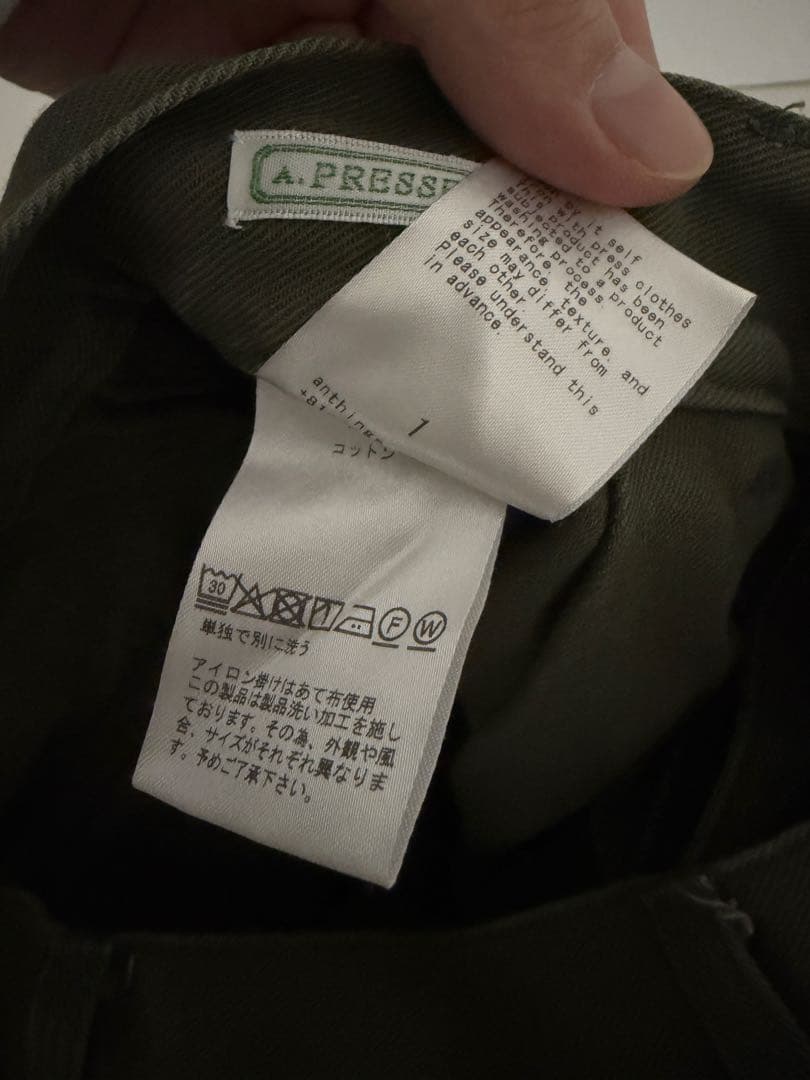 A.PRESSE
it self
with press clothes
product has been
to a product
Therefore process
appearance, the
size may texture, and
each other differ from
Please understand this
in advance.
1
コットン
30
F W
単独で別に洗う
アイロン掛けはあて布使用
この製品は製品洗い加工を施し
ております。その為、外観や風
合、サイズがそれぞれ異なりま
す。予めご了承下さい。